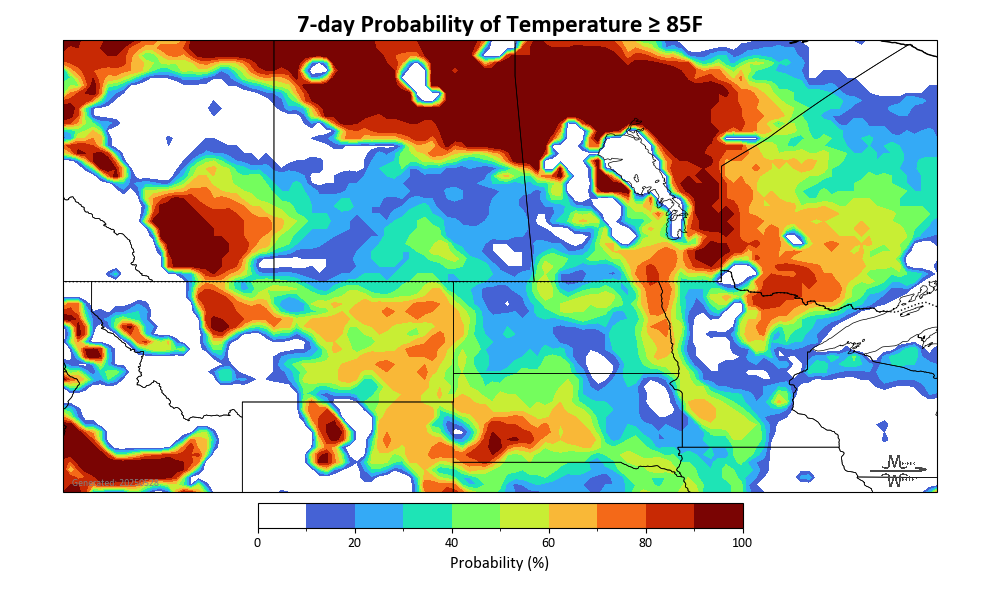 7-day Probability of Temperature ≥ 85F
M
W
0 20 40 60 80 100
Probability (%)